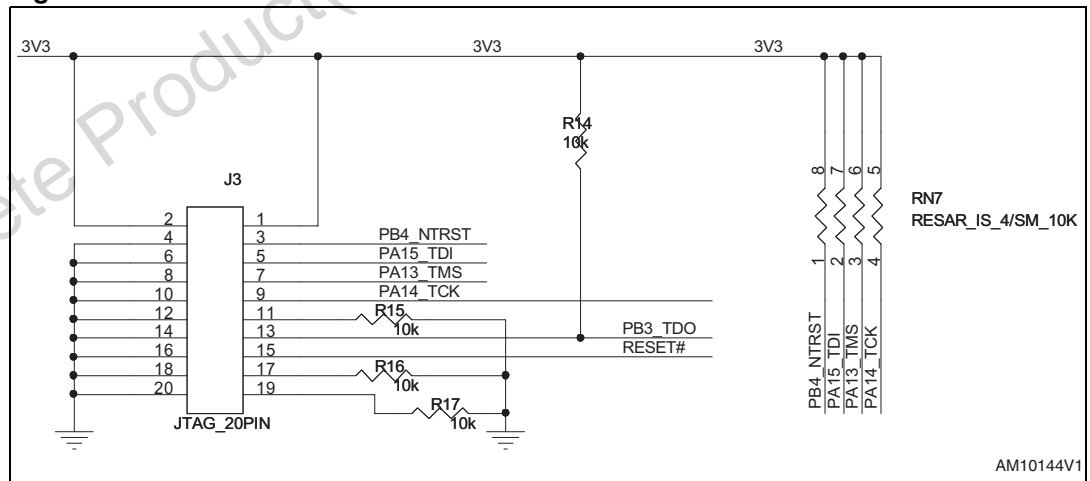 3V3 3V3 3V3
R14
10k
8 7 6 5
RN7
RESAR_IS_4/SM_10K
1 2 3 4
PB4_NTRST
PA15_TDI
PA13_TMS
PA14_TCK
J3
2 1
4 3 PB4_NTRST
6 5 PA15_TDI
8 7 PA13_TMS
10 9 PA14_TCK
12 11 R15 10k
14 13 PB3_TDO
16 15 RESET#
18 17 R16 10k
20 19 R17 10k
JTAG_20PIN
AM10144V1
ete Product(